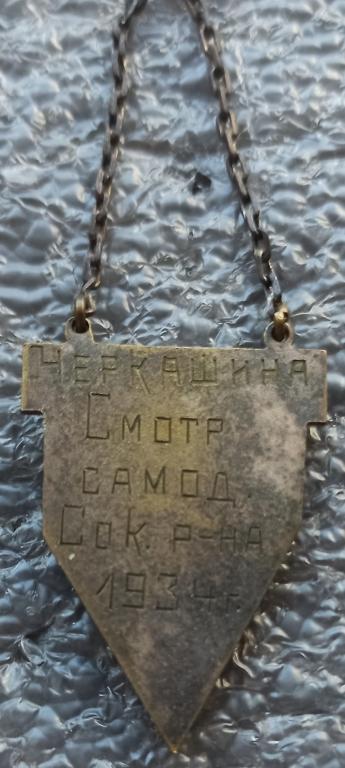 ЧЕРКАШИНА
Смотр
самод.
Сок. р-на
1934г.